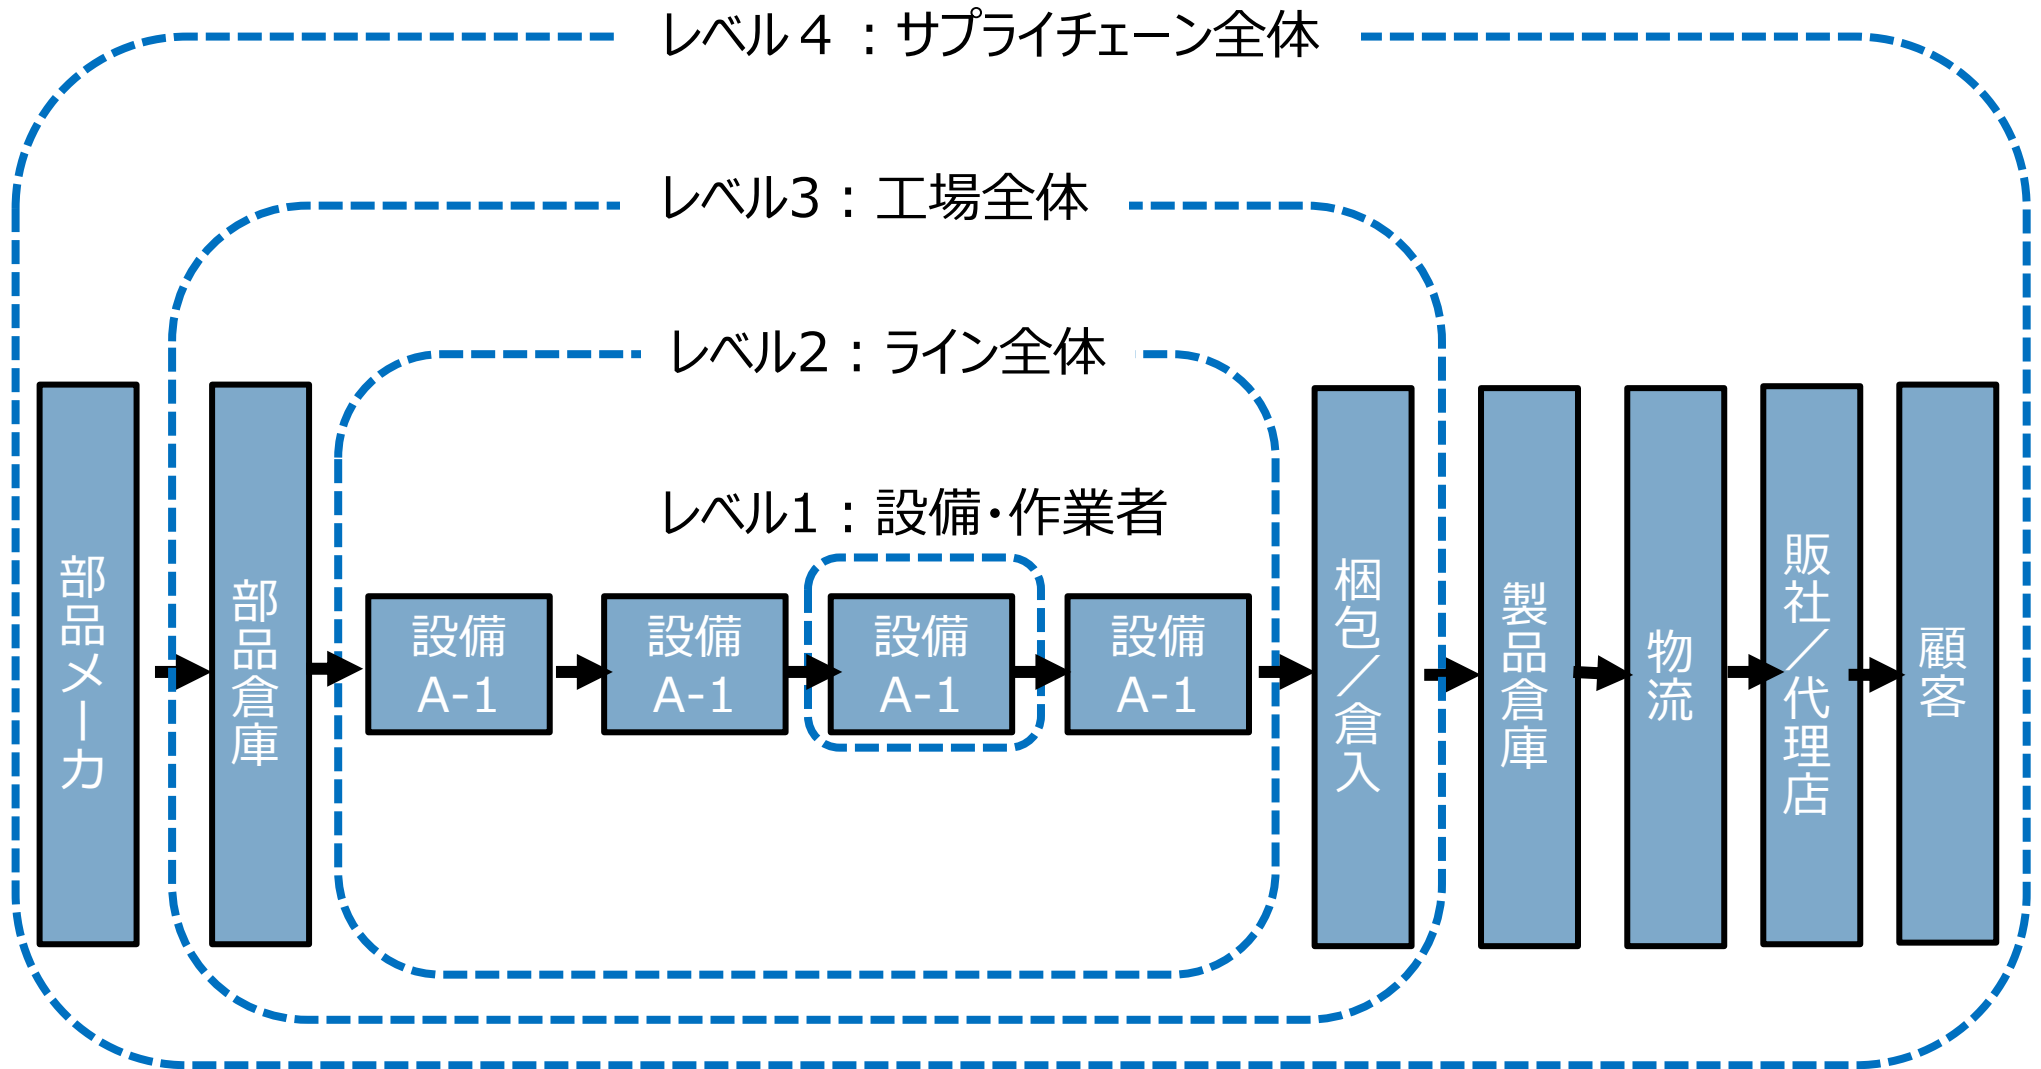 レベル４：サプライチェーン全体
レベル3：工場全体
レベル2：ライン全体
レベル1：設備・作業者
部品メーカ
部品倉庫
設備
A-1
設備
A-1
設備
A-1
設備
A-1
梱包／倉入
製品倉庫
物流
販社／代理店
顧客